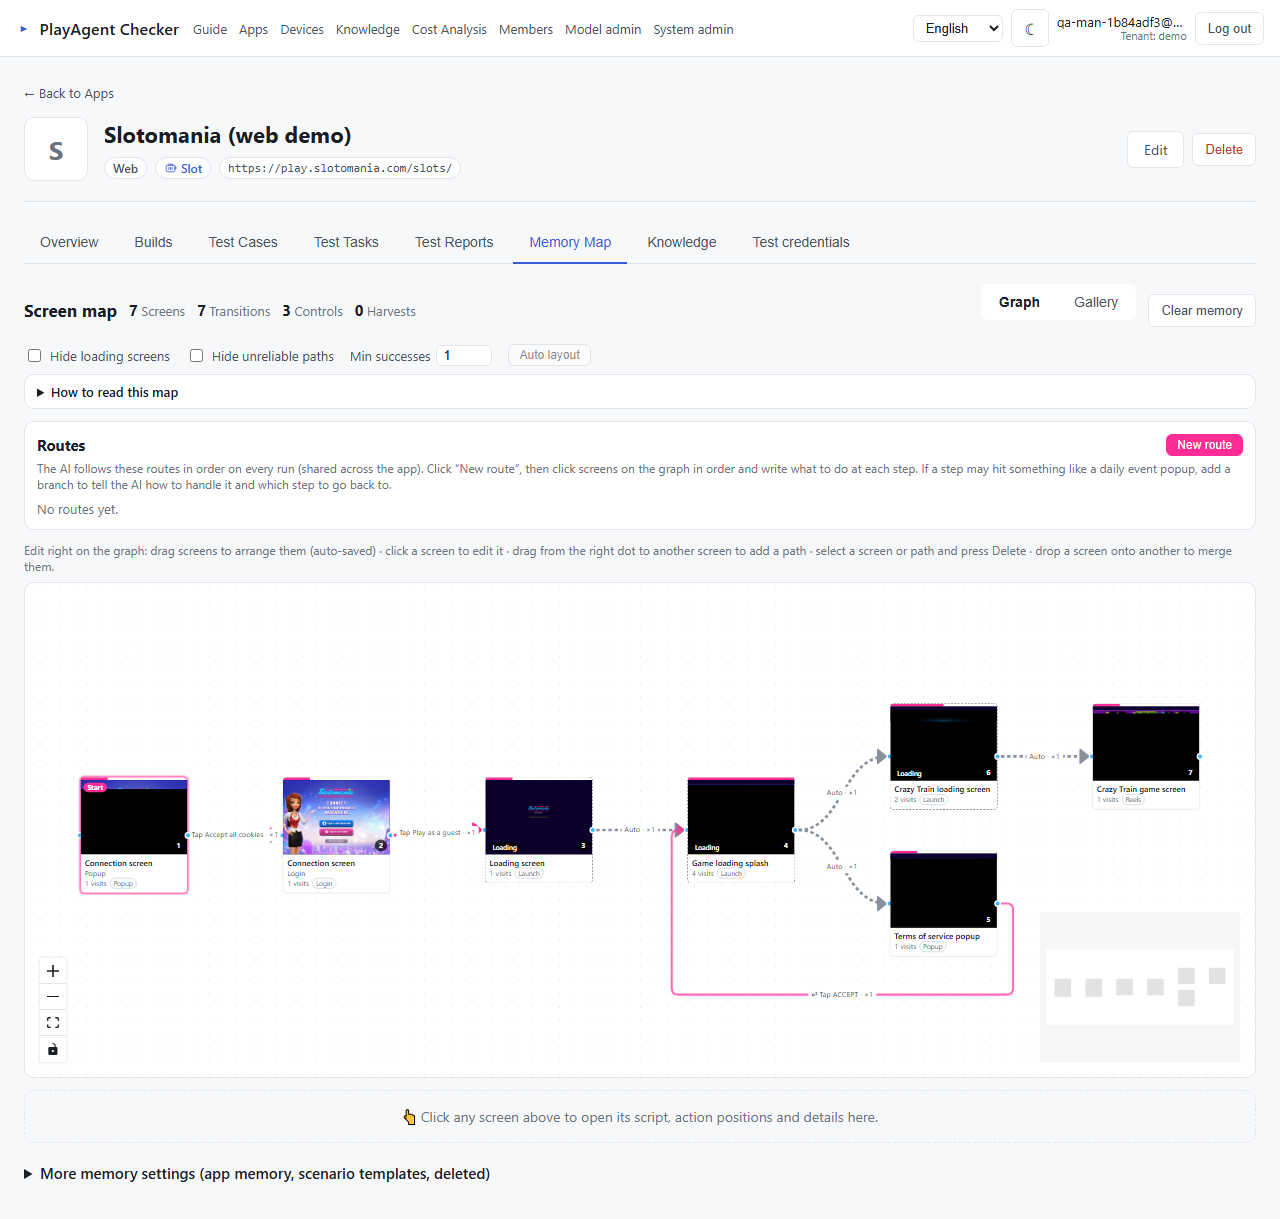 PlayAgent Checker Guide Apps Devices Knowledge Cost Analysis Members Model admin System admin
English
qa-man-1b84adf3@...
Tenant: demo
Log out
← Back to Apps
S
Slotomania (web demo)
Web Slot https://play.slotomania.com/slots/
Edit Delete
Overview Builds Test Cases Test Tasks Test Reports Memory Map Knowledge Test credentials
Screen map 7 Screens 7 Transitions 3 Controls 0 Harvests
Graph Gallery Clear memory
Hide loading screens Hide unreliable paths Min successes 1 Auto layout
How to read this map
Routes
New route
The AI follows these routes in order on every run (shared across the app). Click “New route”, then click screens on the graph in order and write what to do at each step. If a step may hit something like a daily event popup, add a
branch to tell the AI how to handle it and which step to go back to.
No routes yet.
Edit right on the graph: drag screens to arrange them (auto-saved) · click a screen to edit it · drag from the right dot to another screen to add a path · select a screen or path and press Delete · drop a screen onto another to merge
them.
Start
1
Connection screen
Popup
1 visits Popup
Tap Accept all cookies · ×1
CONNECT
2
Connection screen
Login
1 visits Login
Tap Play as a guest · ×1
Loading 3
Loading screen
1 visits Launch
Auto · ×1
Loading 4
Game loading splash
4 visits Launch
Auto · ×1
Loading 6
Crazy Train loading screen
2 visits Launch
Auto · ×1
7
Crazy Train game screen
1 visits Reels
Auto · ×1
5
Terms of service popup
1 visits Popup
↩ Tap ACCEPT · ×1
Click any screen above to open its script, action positions and details here.
More memory settings (app memory, scenario templates, deleted)